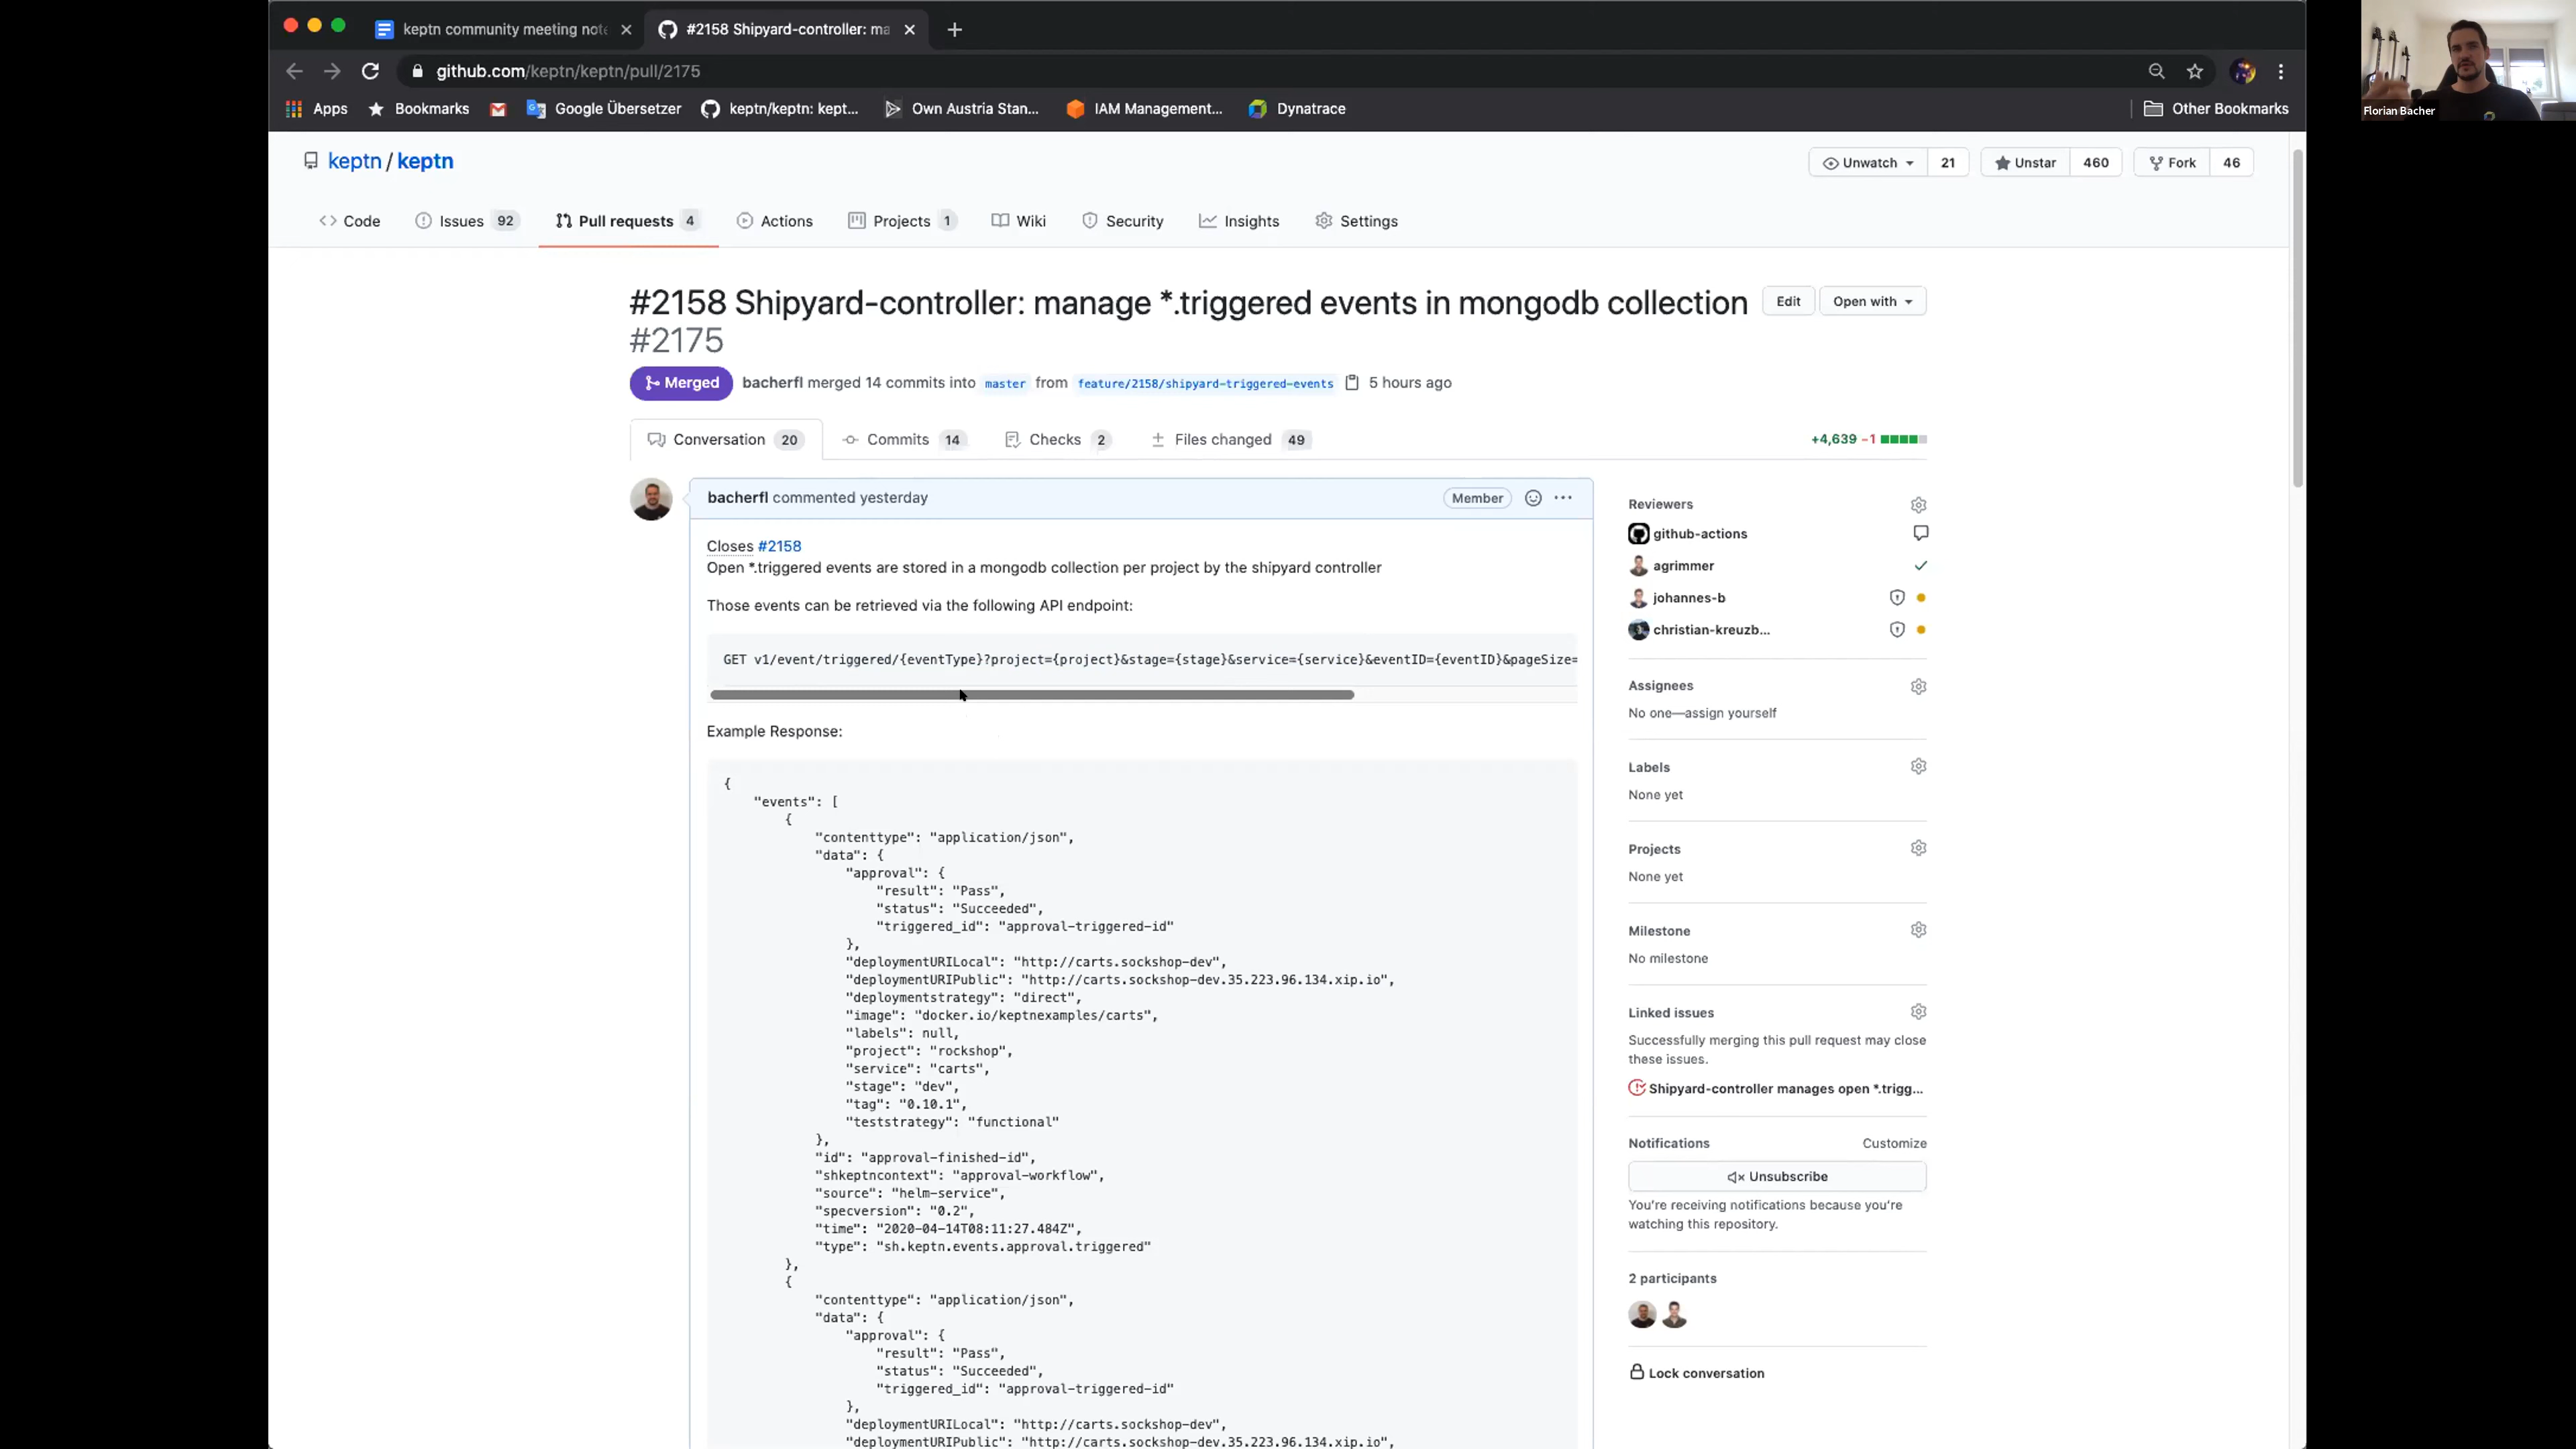 keptn community meeting note
#2158 Shipyard-controller: ma
github.com/keptn/keptn/pull/2175
Apps
Bookmarks
Google Übersetzer
keptn/keptn: kept...
Own Austria Stan...
IAM Management...
Dynatrace
Other Bookmarks
Florian Bacher
keptn / keptn
Unwatch 21
Unstar 460
Fork 46
Code
Issues 92
Pull requests 4
Actions
Projects 1
Wiki
Security
Insights
Settings
#2158 Shipyard-controller: manage *.triggered events in mongodb collection
#2175
Edit
Open with
Merged
bacherfl merged 14 commits into master from feature/2158/shipyard-triggered-events 5 hours ago
Conversation 20
Commits 14
Checks 2
Files changed 49
+4,639 −1
bacherfl commented yesterday
Member
Closes #2158
Open *.triggered events are stored in a mongodb collection per project by the shipyard controller
Those events can be retrieved via the following API endpoint:
GET v1/event/triggered/{eventType}?project={project}&stage={stage}&service={service}&eventID={eventID}&pageSize=
Example Response:
{
"events": [
{
"contenttype": "application/json",
"data": {
"approval": {
"result": "Pass",
"status": "Succeeded",
"triggered_id": "approval-triggered-id"
},
"deploymentURILocal": "http://carts.sockshop-dev",
"deploymentURIPublic": "http://carts.sockshop-dev.35.223.96.134.xip.io",
"deploymentstrategy": "direct",
"image": "docker.io/keptnexamples/carts",
"labels": null,
"project": "rockshop",
"service": "carts",
"stage": "dev",
"tag": "0.10.1",
"teststrategy": "functional"
},
"id": "approval-finished-id",
"shkeptncontext": "approval-workflow",
"source": "helm-service",
"specversion": "0.2",
"time": "2020-04-14T08:11:27.484Z",
"type": "sh.keptn.events.approval.triggered"
},
{
"contenttype": "application/json",
"data": {
"approval": {
"result": "Pass",
"status": "Succeeded",
"triggered_id": "approval-triggered-id"
},
"deploymentURILocal": "http://carts.sockshop-dev",
"deploymentURIPublic": "http://carts.sockshop-dev.35.223.96.134.xip.io",
Reviewers
github-actions
agrimmer
johannes-b
christian-kreuzb...
Assignees
No one—assign yourself
Labels
None yet
Projects
None yet
Milestone
No milestone
Linked issues
Successfully merging this pull request may close
these issues.
Shipyard-controller manages open *.trigg...
Notifications
Customize
Unsubscribe
You're receiving notifications because you're
watching this repository.
2 participants
Lock conversation